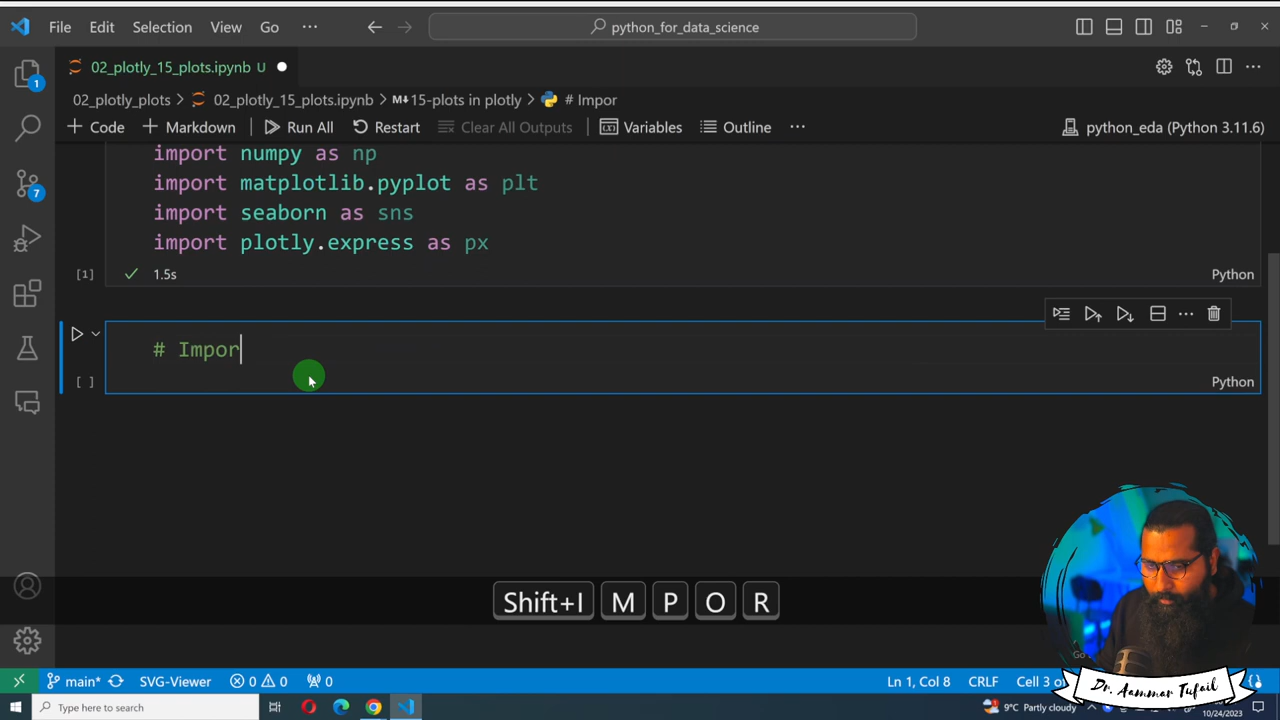 File Edit Selection View Go ··· python_for_data_science
02_plotly_15_plots.ipynb U
02_plotly_plots > 02_plotly_15_plots.ipynb > M↓15-plots in plotly > # Impor
+ Code + Markdown Run All Restart Clear All Outputs Variables Outline ··· python_eda (Python 3.11.6)
import numpy as np
import matplotlib.pyplot as plt
import seaborn as sns
import plotly.express as px
[1] ✓ 1.5s Python
# Impor
[ ] Python
Shift+I M P O R
main* SVG-Viewer 0 0 0 Ln 1, Col 8 CRLF Cell 3
Dr. Aammar Tufail
Type here to search 9°C Partly cloudy 10/24/2023
1
7